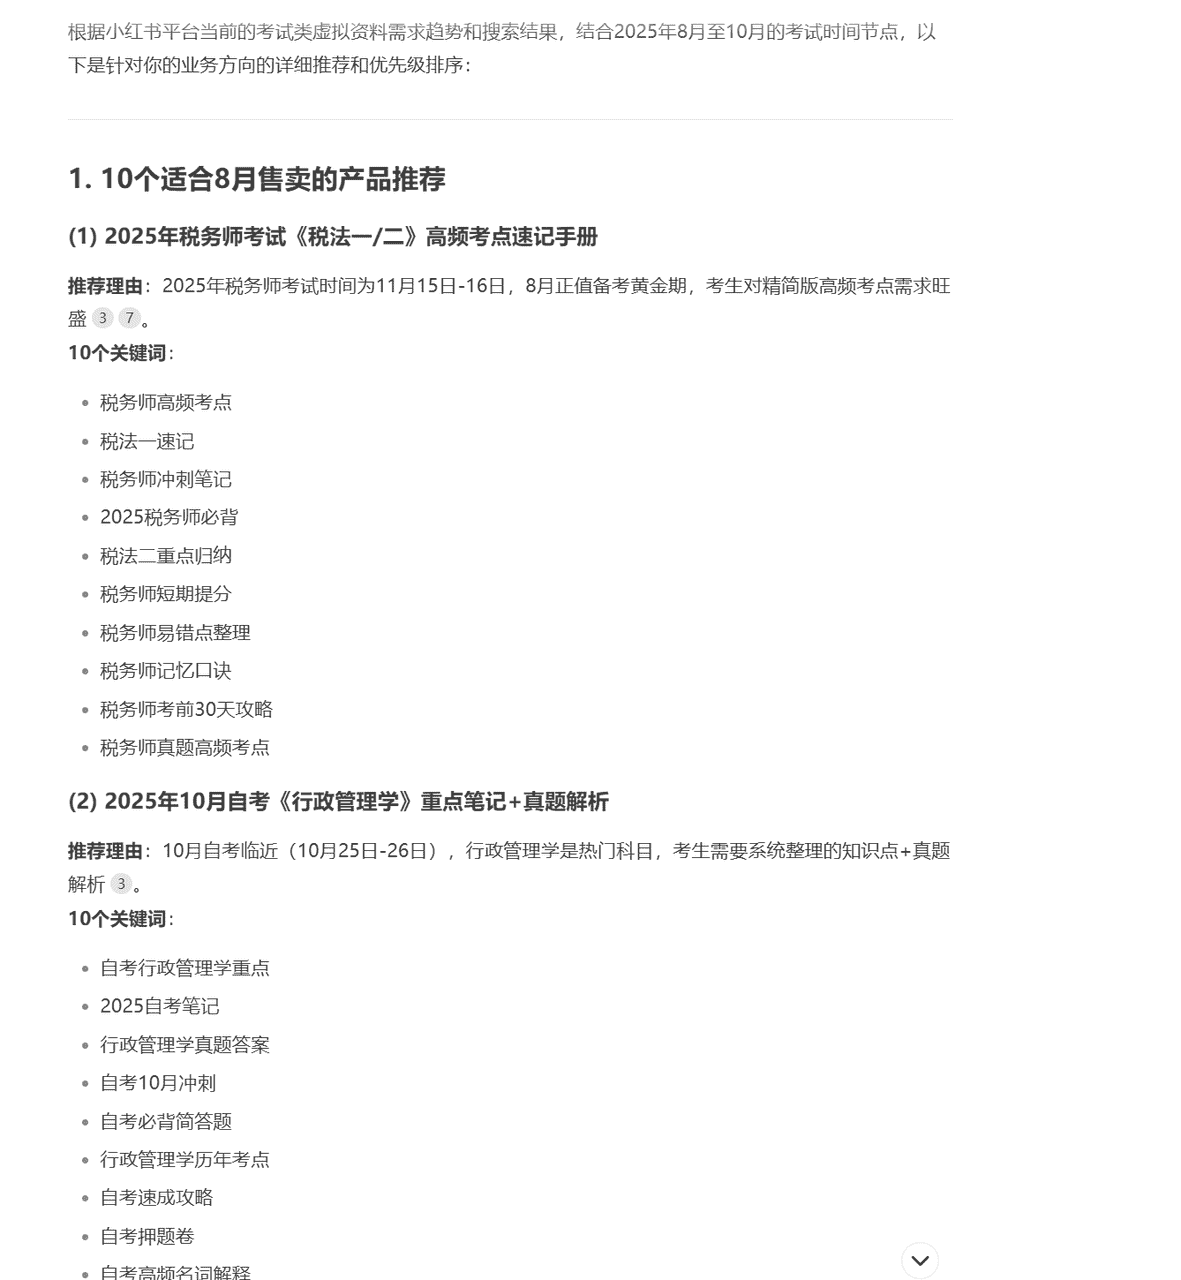 根据小红书平台当前的考试类虚拟资料需求趋势和搜索结果，结合2025年8月至10月的考试时间节点，以
下是针对你的业务方向的详细推荐和优先级排序：
1. 10个适合8月售卖的产品推荐
(1) 2025年税务师考试《税法一/二》高频考点速记手册
推荐理由：2025年税务师考试时间为11月15日-16日，8月正值备考黄金期，考生对精简版高频考点需求旺
盛 3 7 。
10个关键词：
税务师高频考点
税法一速记
税务师冲刺笔记
2025税务师必背
税法二重点归纳
税务师短期提分
税务师易错点整理
税务师记忆口诀
税务师考前30天攻略
税务师真题高频考点
(2) 2025年10月自考《行政管理学》重点笔记+真题解析
推荐理由：10月自考临近（10月25日-26日），行政管理学是热门科目，考生需要系统整理的知识点+真题
解析 3 。
10个关键词：
自考行政管理学重点
2025自考笔记
行政管理学真题答案
自考10月冲刺
自考必背简答题
行政管理学历年考点
自考速成攻略
自考押题卷
自考高频名词解释